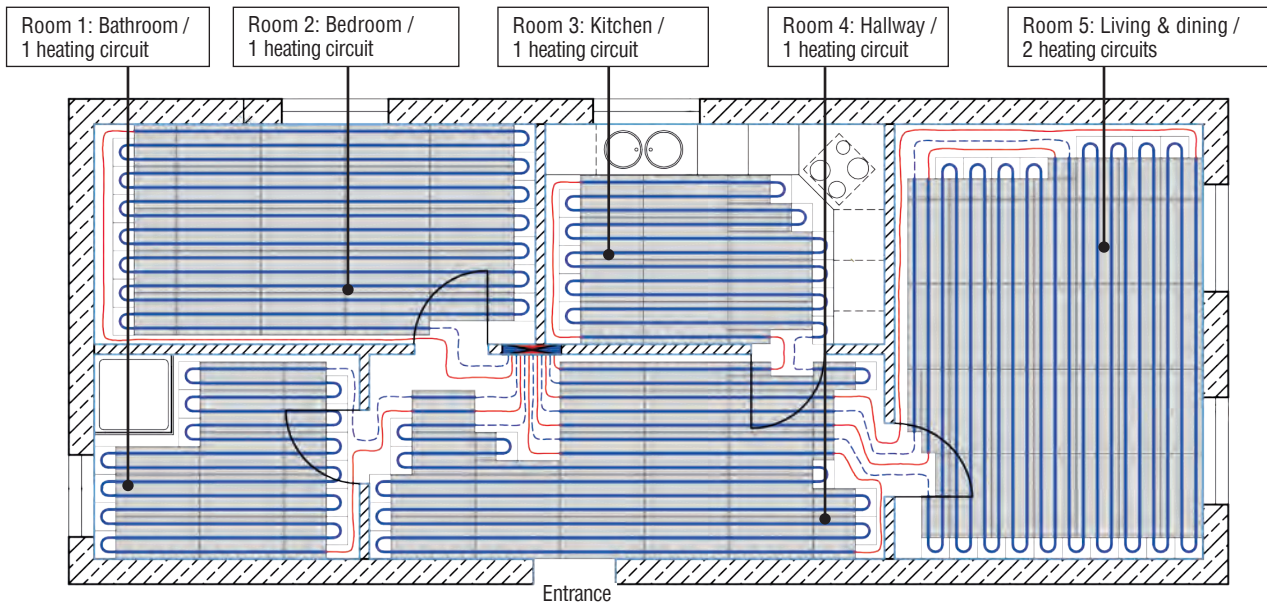 Room 1: Bathroom /
1 heating circuit
Room 2: Bedroom /
1 heating circuit
Room 3: Kitchen /
1 heating circuit
Room 4: Hallway /
1 heating circuit
Room 5: Living & dining /
2 heating circuits
Entrance